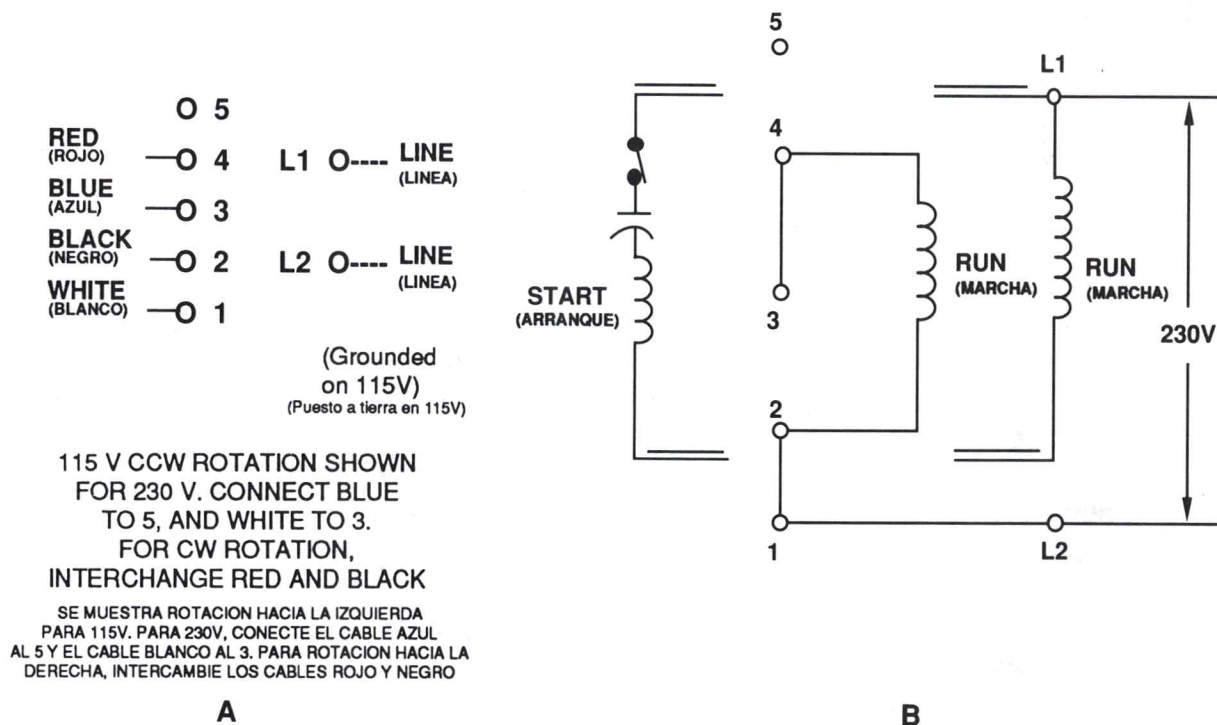 5
RED
(ROJO)
4
L1
LINE
(LINEA)
BLUE
(AZUL)
3
BLACK
(NEGRO)
2
L2
LINE
(LINEA)
WHITE
(BLANCO)
1
(Grounded
on 115V)
(Puesto a tierra en 115V)
115 V CCW ROTATION SHOWN
FOR 230 V. CONNECT BLUE
TO 5, AND WHITE TO 3.
FOR CW ROTATION,
INTERCHANGE RED AND BLACK
SE MUESTRA ROTACION HACIA LA IZQUIERDA
PARA 115V. PARA 230V, CONECTE EL CABLE AZUL
AL 5 Y EL CABLE BLANCO AL 3. PARA ROTACION HACIA LA
DERECHA, INTERCAMBIE LOS CABLES ROJO Y NEGRO
A
5
L1
4
START
(ARRANQUE)
3
RUN
(MARCHA)
RUN
(MARCHA)
230V
2
1
L2
B